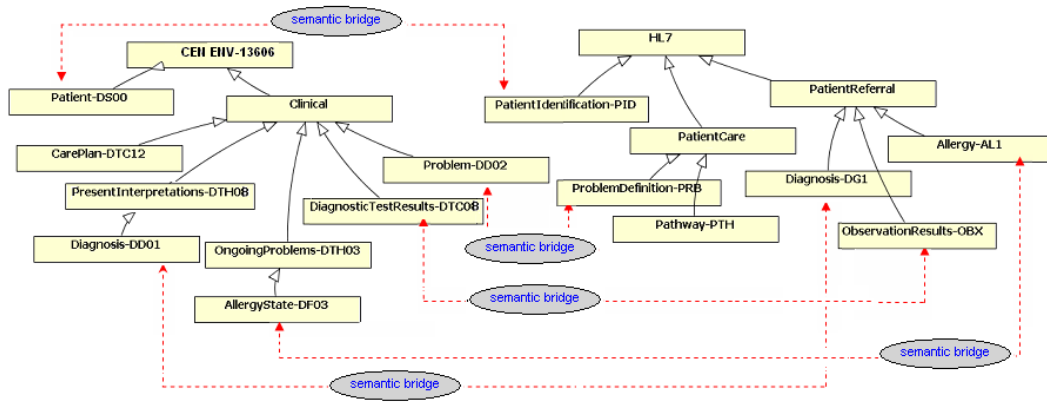 semantic bridge
HL7
CEN ENV-13606
Patient-DS00
Clinical
PatientIdentification-PID
PatientReferral
PatientCare
CarePlan-DTC12
Problem-DD02
Allergy-AL1
PresentInterpretations-DTH08
ProblemDefinition-PRB
Diagnosis-DG1
DiagnosticTestResults-DTC08
Pathway-PTH
ObservationResults-OBX
Diagnosis-DD01
OngoingProblems-DTH03
semantic bridge
semantic bridge
AllergyState-DF03
semantic bridge
semantic bridge